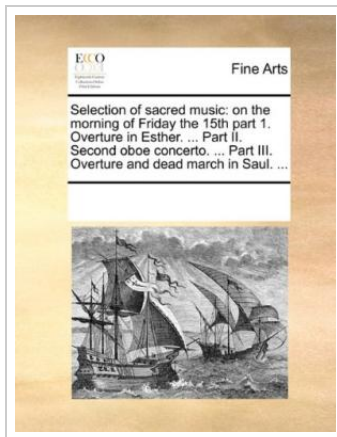 ECCO
Fine Arts
Selection of sacred music: on the
morning of Friday the 15th part 1.
Overture in Esther. ... Part II.
Second oboe concerto. ... Part III.
Overture and dead march in Saul. ...